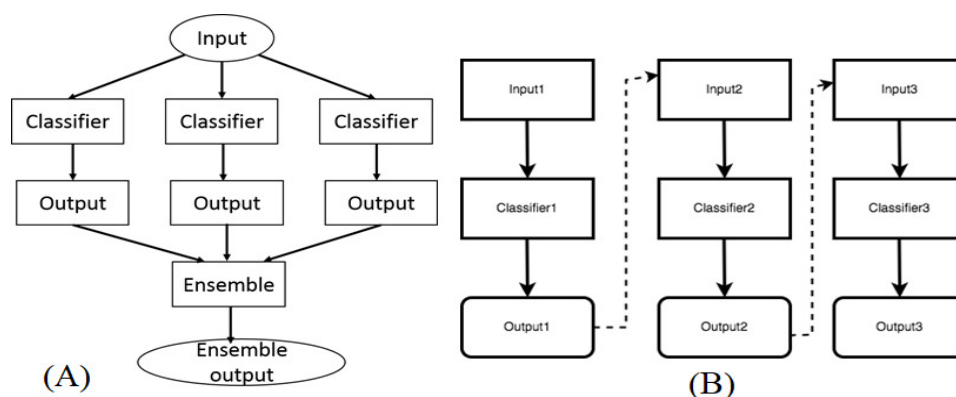 Input
Classifier
Classifier
Classifier
Output
Output
Output
Ensemble
Ensemble
output
(A)
Input1
Input2
Input3
Classifier1
Classifier2
Classifier3
Output1
Output2
Output3
(B)